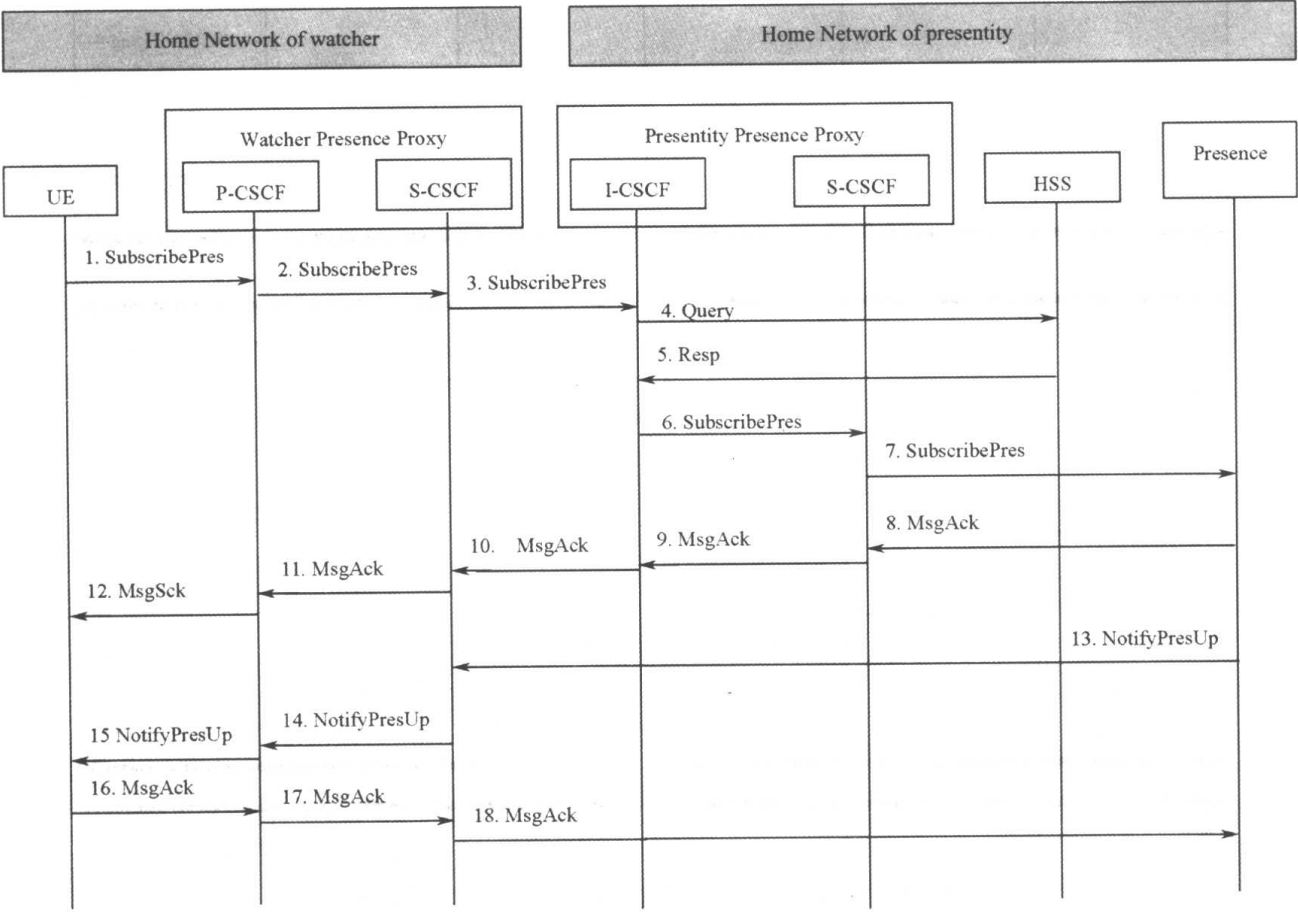 Home Network of watcher
Home Network of presentity
Watcher Presence Proxy
Presentity Presence Proxy
Presence
UE
P-CSCF
S-CSCF
I-CSCF
S-CSCF
HSS
1. SubscribePres
2. SubscribePres
3. SubscribePres
4. Query
5. Resp
6. SubscribePres
7. SubscribePres
8. MsgAck
9. MsgAck
10. MsgAck
11. MsgAck
12. MsgSck
13. NotifyPresUp
14. NotifyPresUp
15 NotifyPresUp
16. MsgAck
17. MsgAck
18. MsgAck